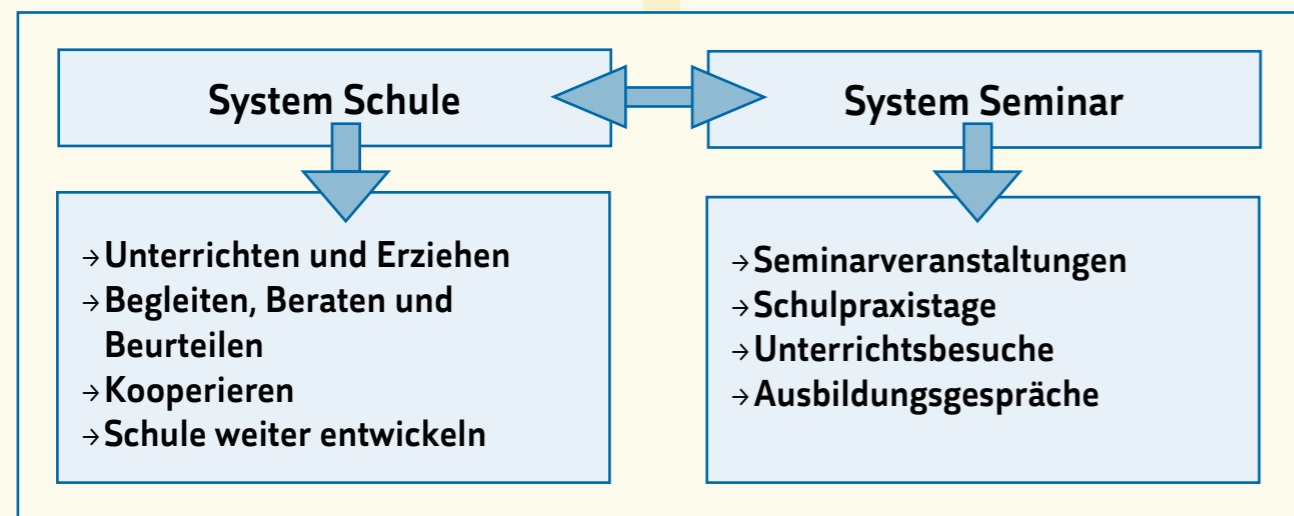 System Schule
→Unterrichten und Erziehen
→Begleiten, Beraten und
Beurteilen
→Kooperieren
→Schule weiter entwickeln
System Seminar
→Seminarveranstaltungen
→Schulpraxistage
→Unterrichtsbesuche
→Ausbildungsgespräche